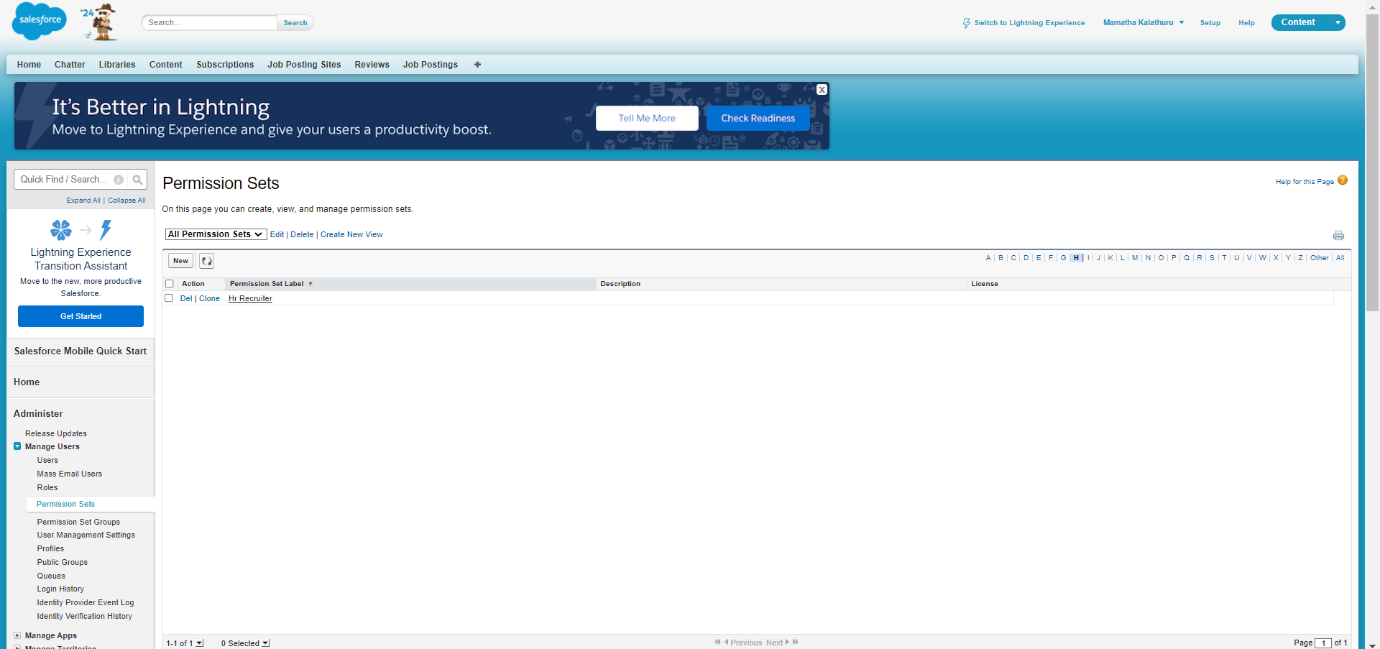 salesforce
'24
Search...
Search
Switch to Lightning Experience
Mamatha Kalathuru
Setup
Help
Content
Home
Chatter
Libraries
Content
Subscriptions
Job Posting Sites
Reviews
Job Postings
It's Better in Lightning
Move to Lightning Experience and give your users a productivity boost.
Tell Me More
Check Readiness
X
Quick Find / Search...
Expand All | Collapse All
Lightning Experience
Transition Assistant
Move to the new, more productive
Salesforce.
Get Started
Salesforce Mobile Quick Start
Home
Administer
Release Updates
Manage Users
Users
Mass Email Users
Roles
Permission Sets
Permission Set Groups
User Management Settings
Profiles
Public Groups
Queues
Login History
Identity Provider Event Log
Identity Verification History
Manage Apps
Manage Territories
Permission Sets
Help for this Page ?
On this page you can create, view, and manage permission sets.
All Permission Sets
Edit | Delete | Create New View
New
A | B | C | D | E | F | G | H | I | J | K | L | M | N | O | P | Q | R | S | T | U | V | W | X | Y | Z | Other | All
Action
Permission Set Label
Description
License
Del | Clone
Hr Recruiter
1-1 of 1
0 Selected
Previous
Next
Page 1 of 1